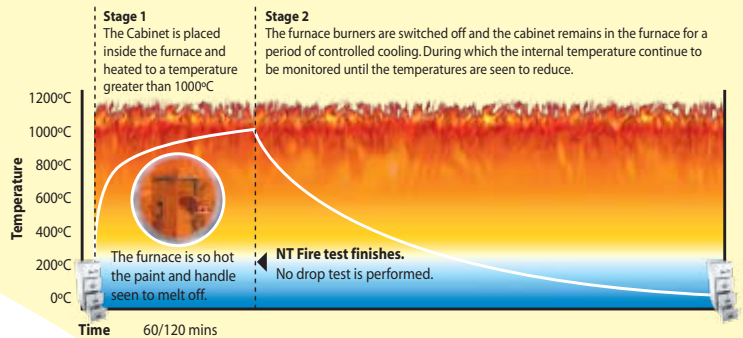 Stage 1
The Cabinet is placed
inside the furnace and
heated to a temperature
greater than 1000ºC
Stage 2
The furnace burners are switched off and the cabinet remains in the furnace for a
period of controlled cooling. During which the internal temperature continue to
be monitored until the temperatures are seen to reduce.
Temperature
1200ºC
1000ºC
800ºC
600ºC
400ºC
200ºC
0ºC
The furnace is so hot
the paint and handle
seen to melt off.
NT Fire test finishes.
No drop test is performed.
Time 60/120 mins